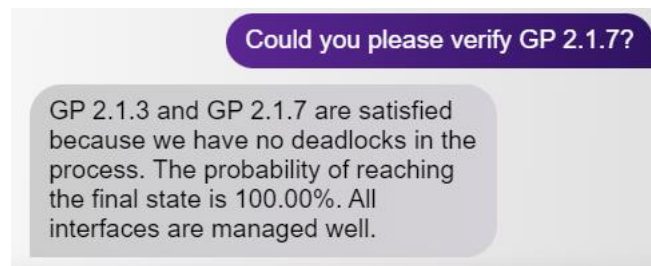 Could you please verify GP 2.1.7?
GP 2.1.3 and GP 2.1.7 are satisfied
because we have no deadlocks in the
process. The probability of reaching
the final state is 100.00%. All
interfaces are managed well.